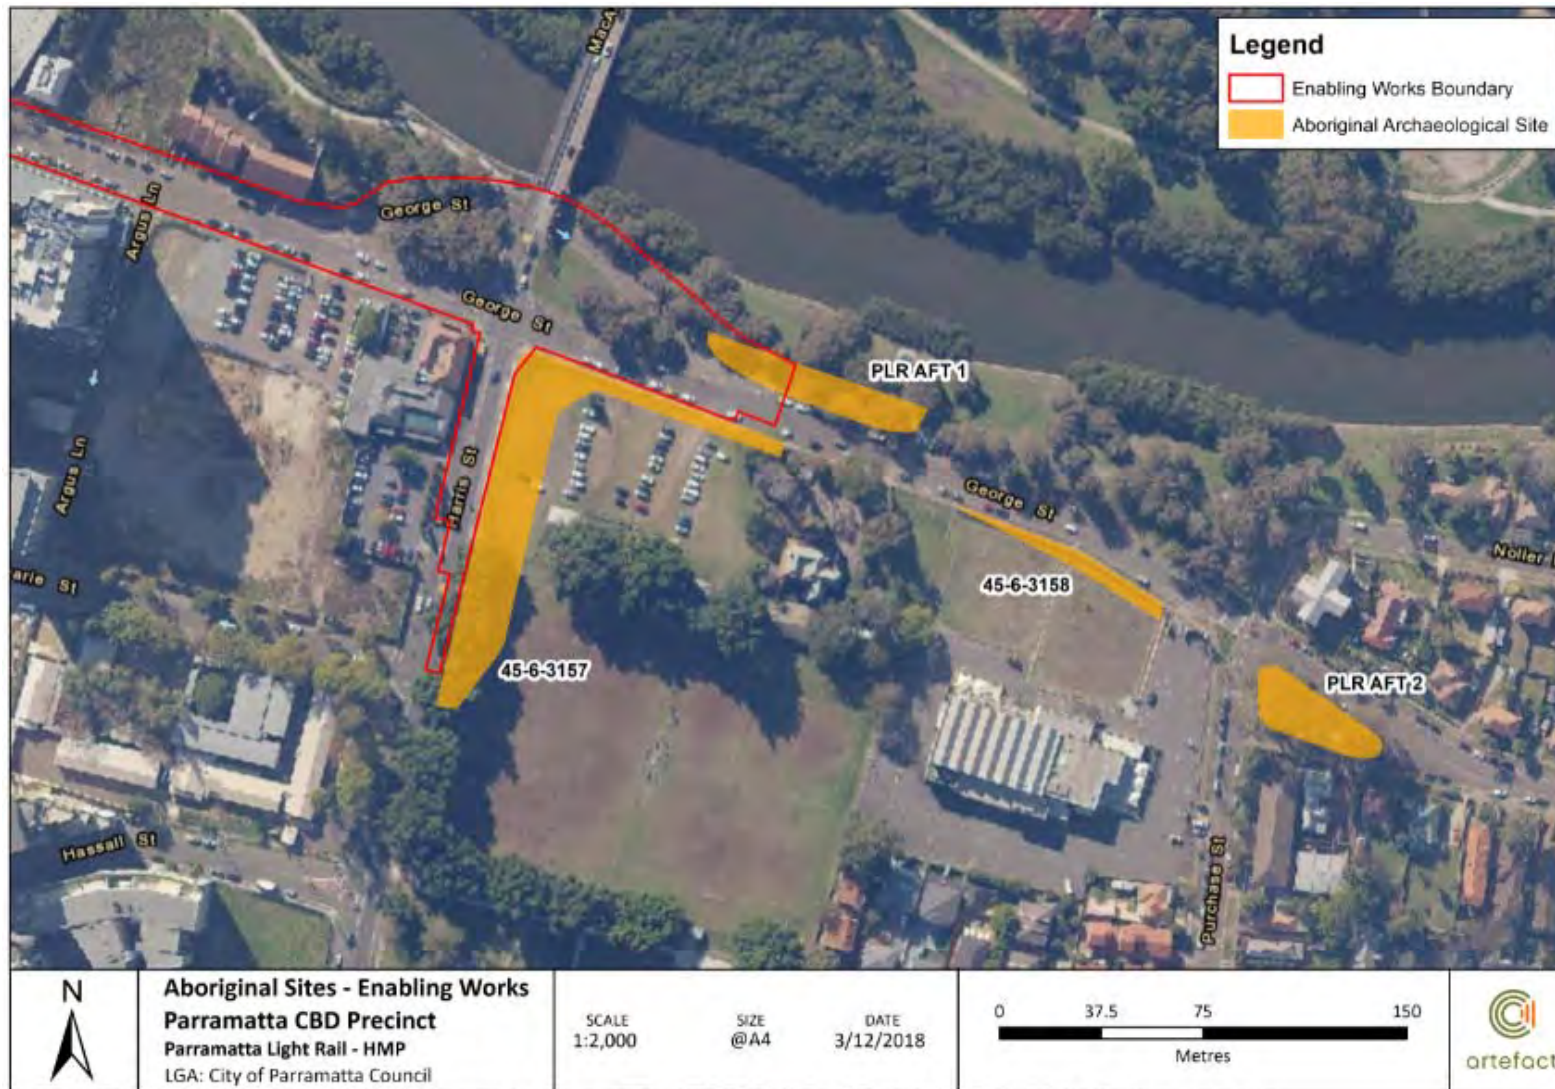 Legend
Enabling Works Boundary
Aboriginal Archaeological Site
Argus Ln
George St
George St
PLR AFT 1
Argus Ln
Harris St
George St
45-6-3158
45-6-3157
PLR AFT 2
Hassall St
Purchase St
N
Aboriginal Sites - Enabling Works
Parramatta CBD Precinct
Parramatta Light Rail - HMP
LGA: City of Parramatta Council
SCALE
1:2,000
SIZE
@A4
DATE
3/12/2018
0 37.5 75 150
Metres
artefact